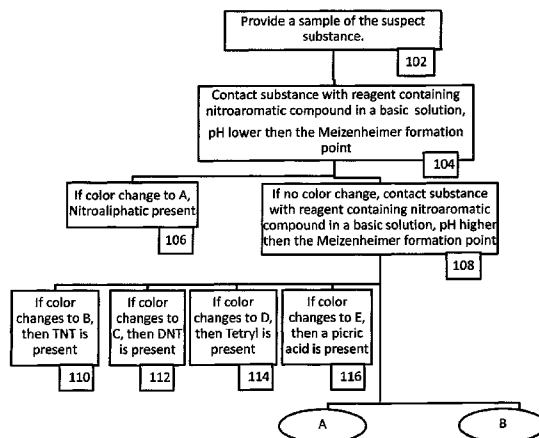 Provide a sample of the suspect
substance.
102
Contact substance with reagent containing
nitroaromatic compound in a basic solution,
pH lower then the Meizenheimer formation
point
104
If color change to A,
Nitroaliphatic present
106
If no color change, contact substance
with reagent containing nitroaromatic
compound in a basic solution, pH higher
then the Meizenheimer formation point
108
If color
changes to B,
then TNT is
present
110
If color
changes to
C, then DNT
is present
112
If color
changes to D,
then Tetryl is
present
114
If color
changes to E,
then a picric
acid is present
116
A
B